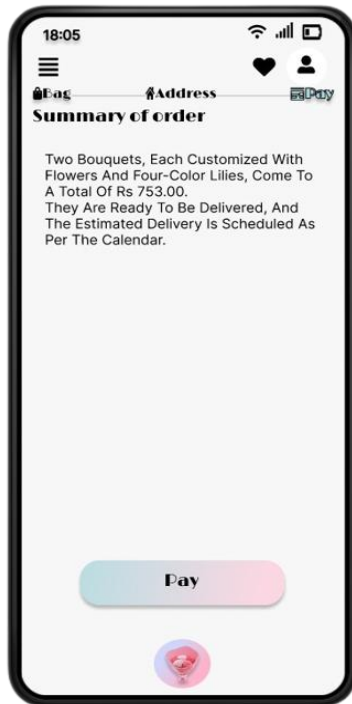 18:05
Bag Address Pay
Summary of order
Two Bouquets, Each Customized With
Flowers And Four-Color Lilies, Come To
A Total Of Rs 753.00.
They Are Ready To Be Delivered, And
The Estimated Delivery Is Scheduled As
Per The Calendar.
Pay